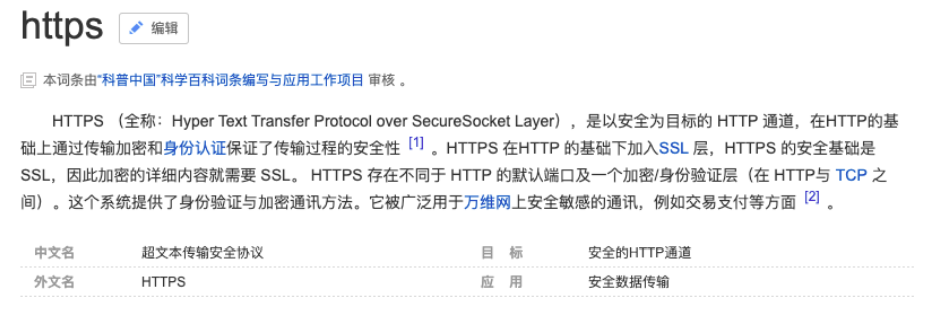 https 编辑
本词条由“科普中国”科学百科词条编写与应用工作项目 审核 。
HTTPS （全称：Hyper Text Transfer Protocol over SecureSocket Layer），是以安全为目标的 HTTP 通道，在HTTP的基
础上通过传输加密和身份认证保证了传输过程的安全性 [1] 。HTTPS 在HTTP 的基础下加入SSL 层，HTTPS 的安全基础是
SSL，因此加密的详细内容就需要 SSL。 HTTPS 存在不同于 HTTP 的默认端口及一个加密/身份验证层（在 HTTP与 TCP 之
间）。这个系统提供了身份验证与加密通讯方法。它被广泛用于万维网上安全敏感的通讯，例如交易支付等方面 [2] 。
中文名 超文本传输安全协议 目 标 安全的HTTP通道
外文名 HTTPS 应 用 安全数据传输